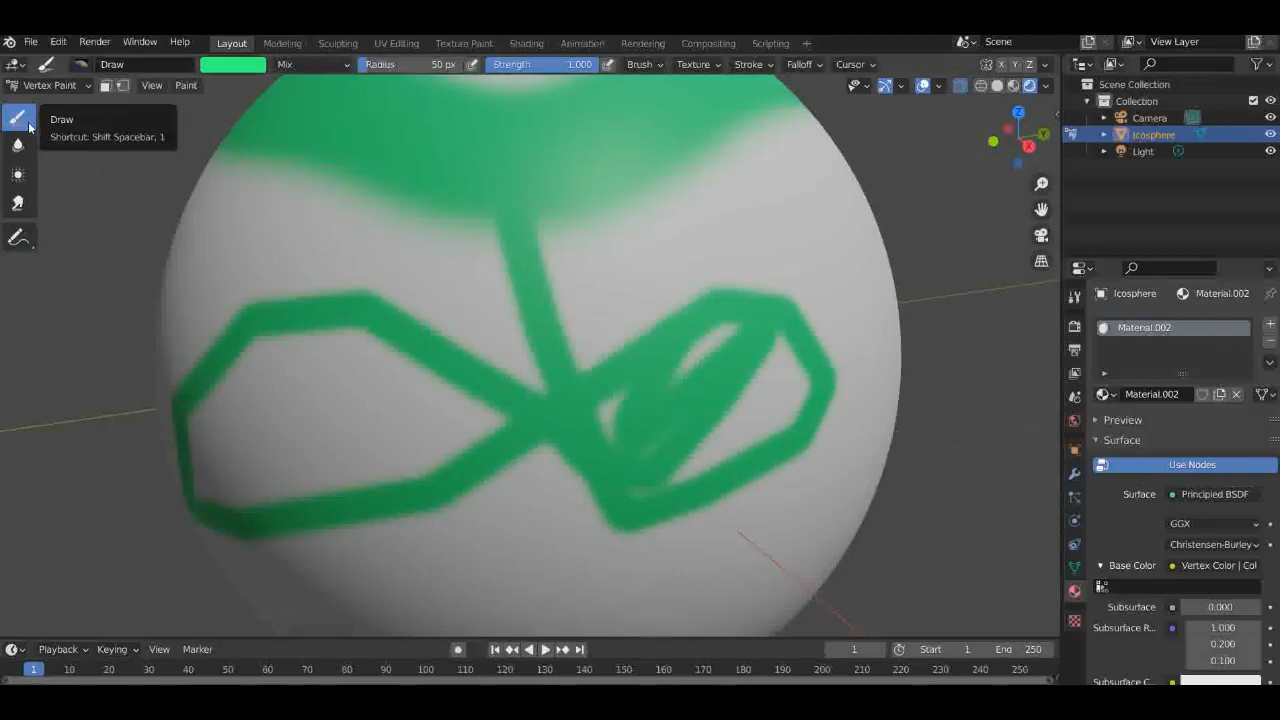 File Edit Render Window Help Layout Modeling Sculpting UV Editing Texture Paint Shading Animation Rendering Compositing Scripting + Scene View Layer
Draw Mix Radius 50 px Strength 1.000 Brush Texture Stroke Falloff Cursor X Y Z
Vertex Paint View Paint
Draw
Shortcut: Shift Spacebar, 1
Z
Y
X
Scene Collection
Collection
Camera
Icosphere
Light
Icosphere Material.002
Material.002
Material.002
Preview
Surface
Use Nodes
Surface Principled BSDF
GGX
Christensen-Burley
Base Color Vertex Color | Col
Subsurface 0.000
Subsurface R... 1.000
0.200
0.100
Subsurface C...
Playback Keying View Marker 1 Start 1 End 250
1 10 20 30 40 50 60 70 80 90 100 110 120 130 140 150 160 170 180 190 200 210 220 230 240 250